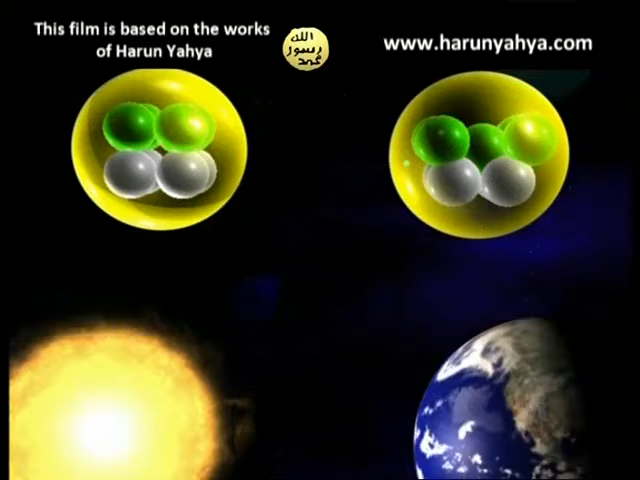 This film is based on the works
of Harun Yahya
الله
رسول
محمد
www.harunyahya.com